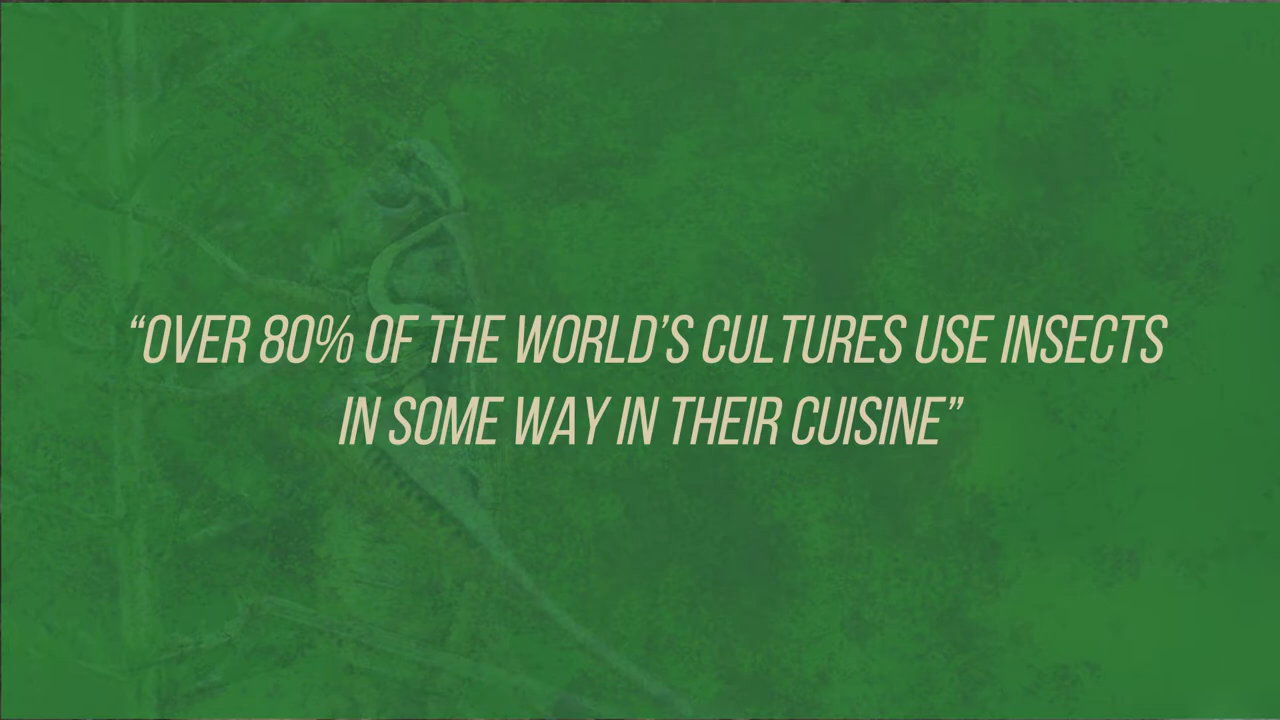 “OVER 80% OF THE WORLD’S CULTURES USE INSECTS
IN SOME WAY IN THEIR CUISINE”